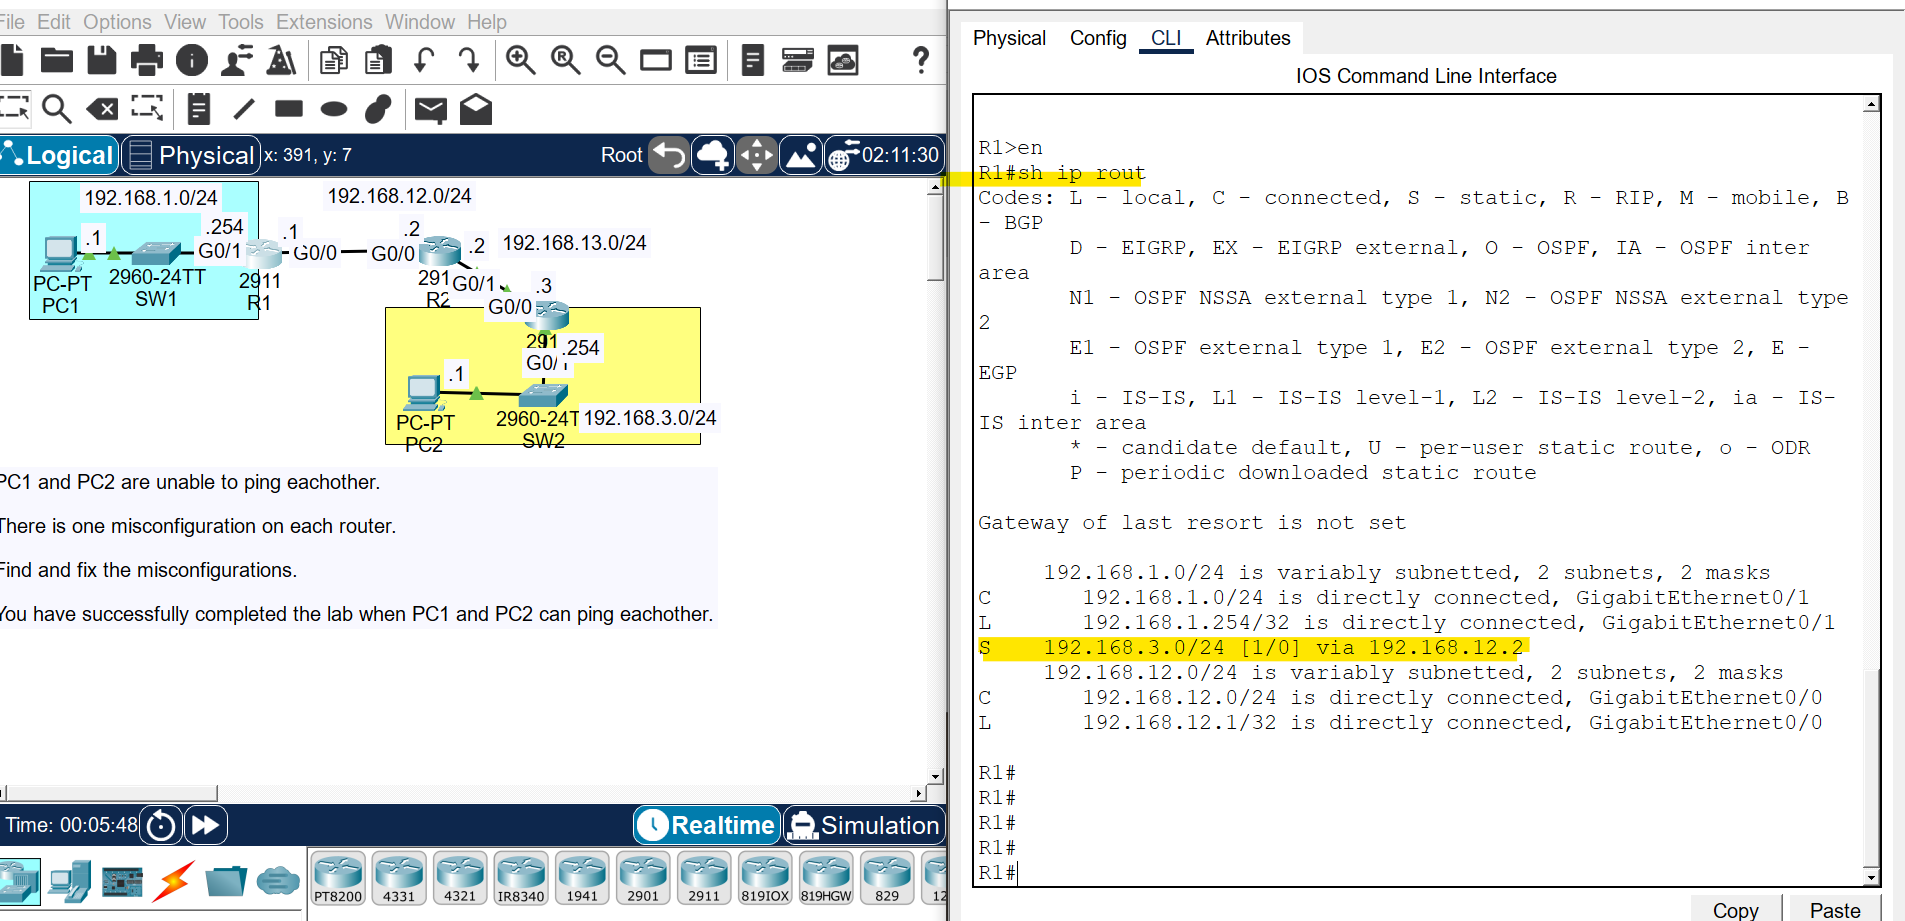 File Edit Options View Tools Extensions Window Help
Logical
Physical
x: 391, y: 7
Root
02:11:30
192.168.1.0/24
192.168.12.0/24
.254
.1
.1
.2
.2
192.168.13.0/24
G0/1
G0/0
G0/0
PC-PT
PC1
2960-24TT
SW1
2911
R1
291
R2
G0/1
.3
G0/0
291
.254
G0/1
.1
PC-PT
PC2
2960-24T
SW2
192.168.3.0/24
PC1 and PC2 are unable to ping eachother.
There is one misconfiguration on each router.
Find and fix the misconfigurations.
You have successfully completed the lab when PC1 and PC2 can ping eachother.
Time: 00:05:48
Realtime
Simulation
PT8200
4331
4321
IR8340
1941
2901
2911
819IOX
819HGW
829
12
Physical Config CLI Attributes
IOS Command Line Interface
R1>en
R1#sh ip rout
Codes: L - local, C - connected, S - static, R - RIP, M - mobile, B
- BGP
D - EIGRP, EX - EIGRP external, O - OSPF, IA - OSPF inter
area
N1 - OSPF NSSA external type 1, N2 - OSPF NSSA external type
2
E1 - OSPF external type 1, E2 - OSPF external type 2, E -
EGP
i - IS-IS, L1 - IS-IS level-1, L2 - IS-IS level-2, ia - IS-
IS inter area
* - candidate default, U - per-user static route, o - ODR
P - periodic downloaded static route
Gateway of last resort is not set
192.168.1.0/24 is variably subnetted, 2 subnets, 2 masks
C 192.168.1.0/24 is directly connected, GigabitEthernet0/1
L 192.168.1.254/32 is directly connected, GigabitEthernet0/1
S 192.168.3.0/24 [1/0] via 192.168.12.2
192.168.12.0/24 is variably subnetted, 2 subnets, 2 masks
C 192.168.12.0/24 is directly connected, GigabitEthernet0/0
L 192.168.12.1/32 is directly connected, GigabitEthernet0/0
R1#
R1#
R1#
R1#
R1#
Copy
Paste